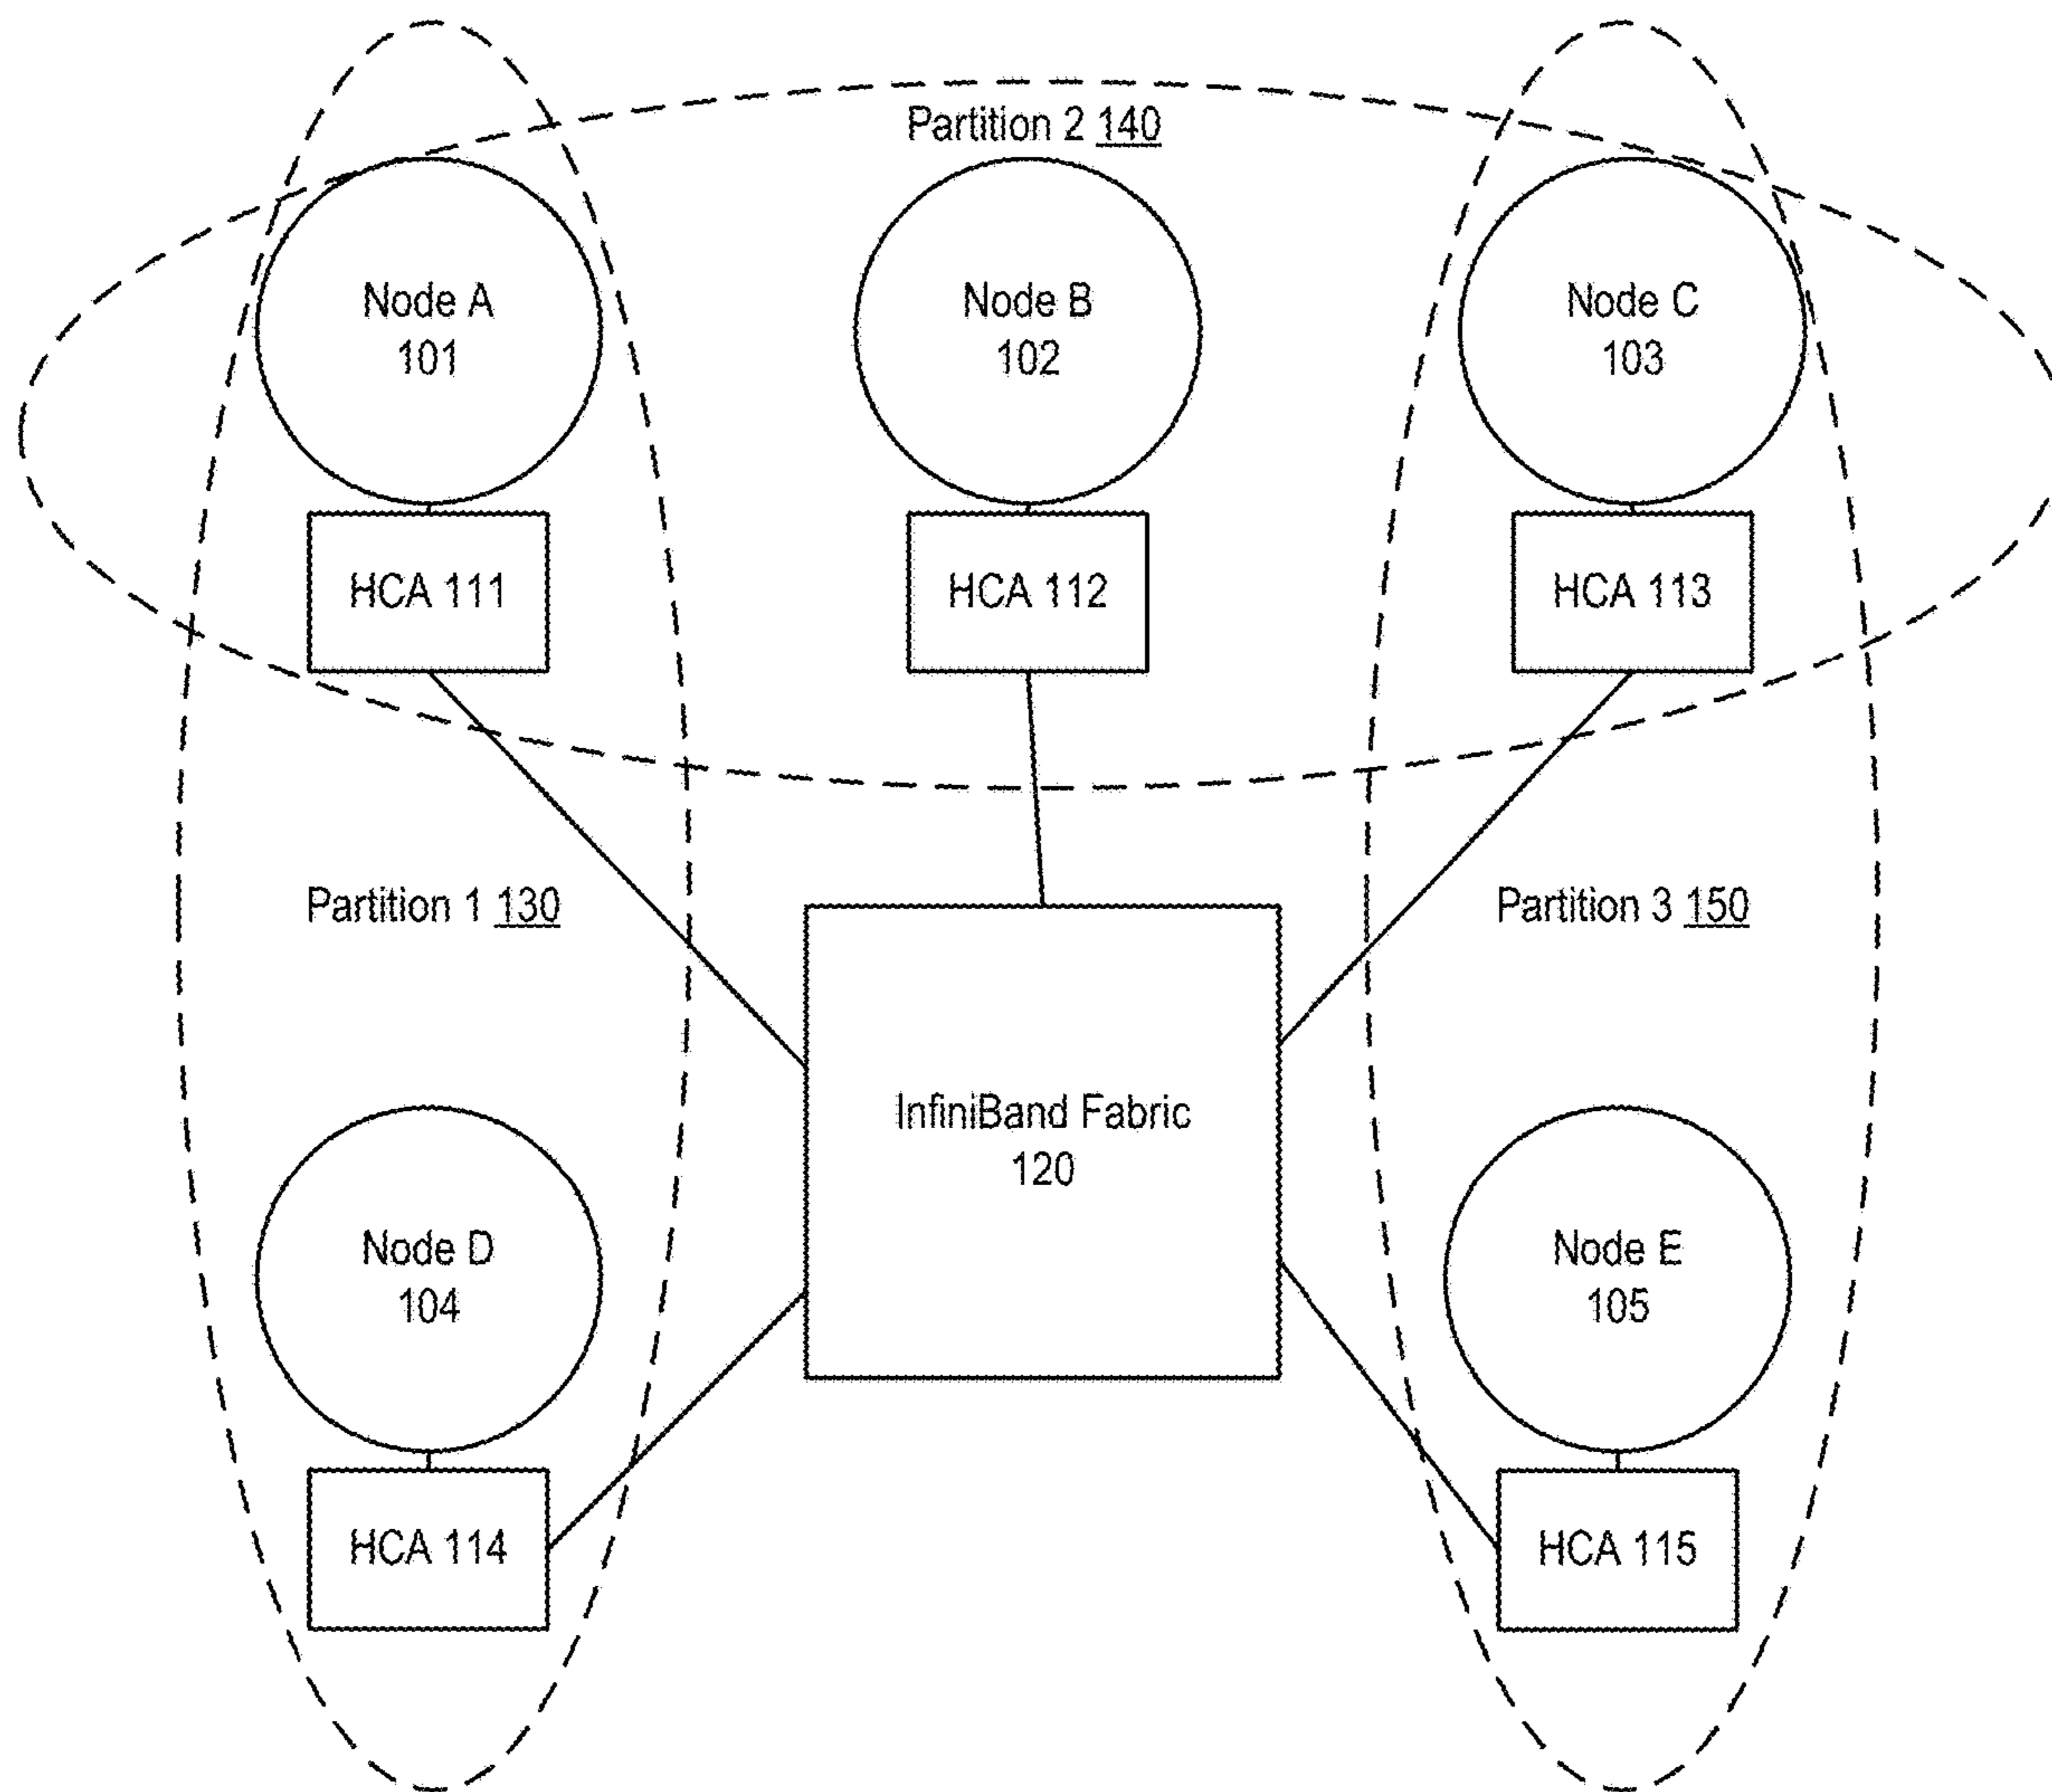 Partition 2 140
Node A
101
Node B
102
Node C
103
HCA 111
HCA 112
HCA 113
Partition 1 130
Partition 3 150
InfiniBand Fabric
120
Node D
104
Node E
105
HCA 114
HCA 115